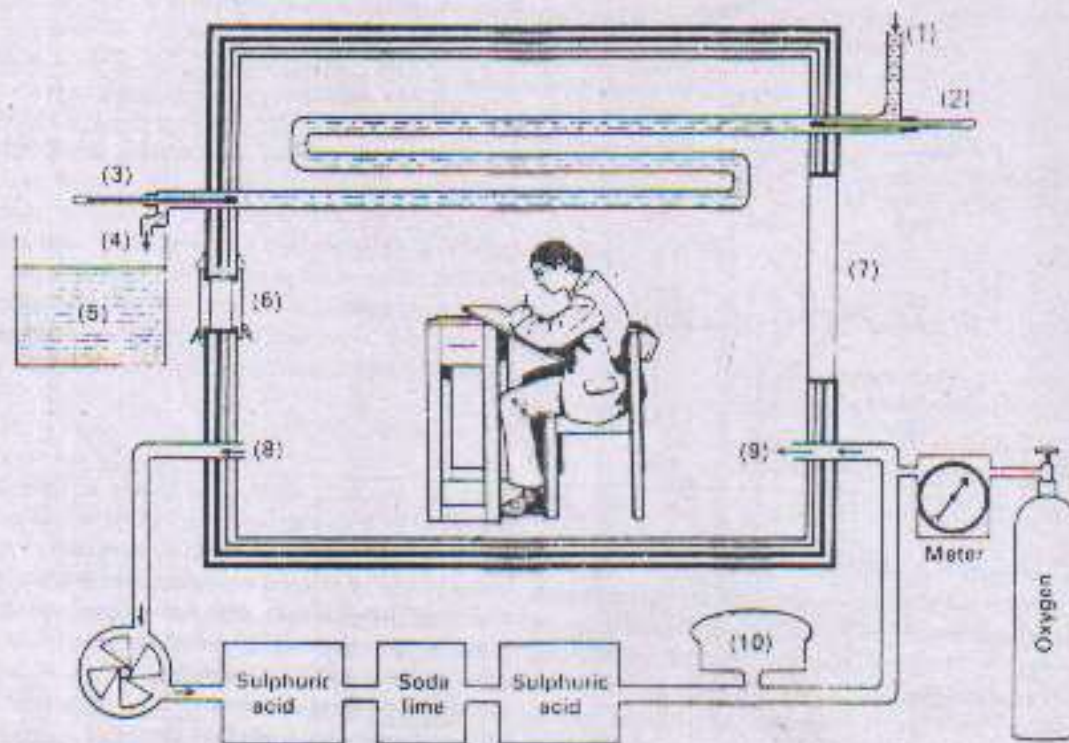 (1)
(2)
(3)
(4)
(5)
(6)
(7)
(8)
(9)
Meter
Oxygen
(10)
Sulphuric
acid
Soda
lime
Sulphuric
acid